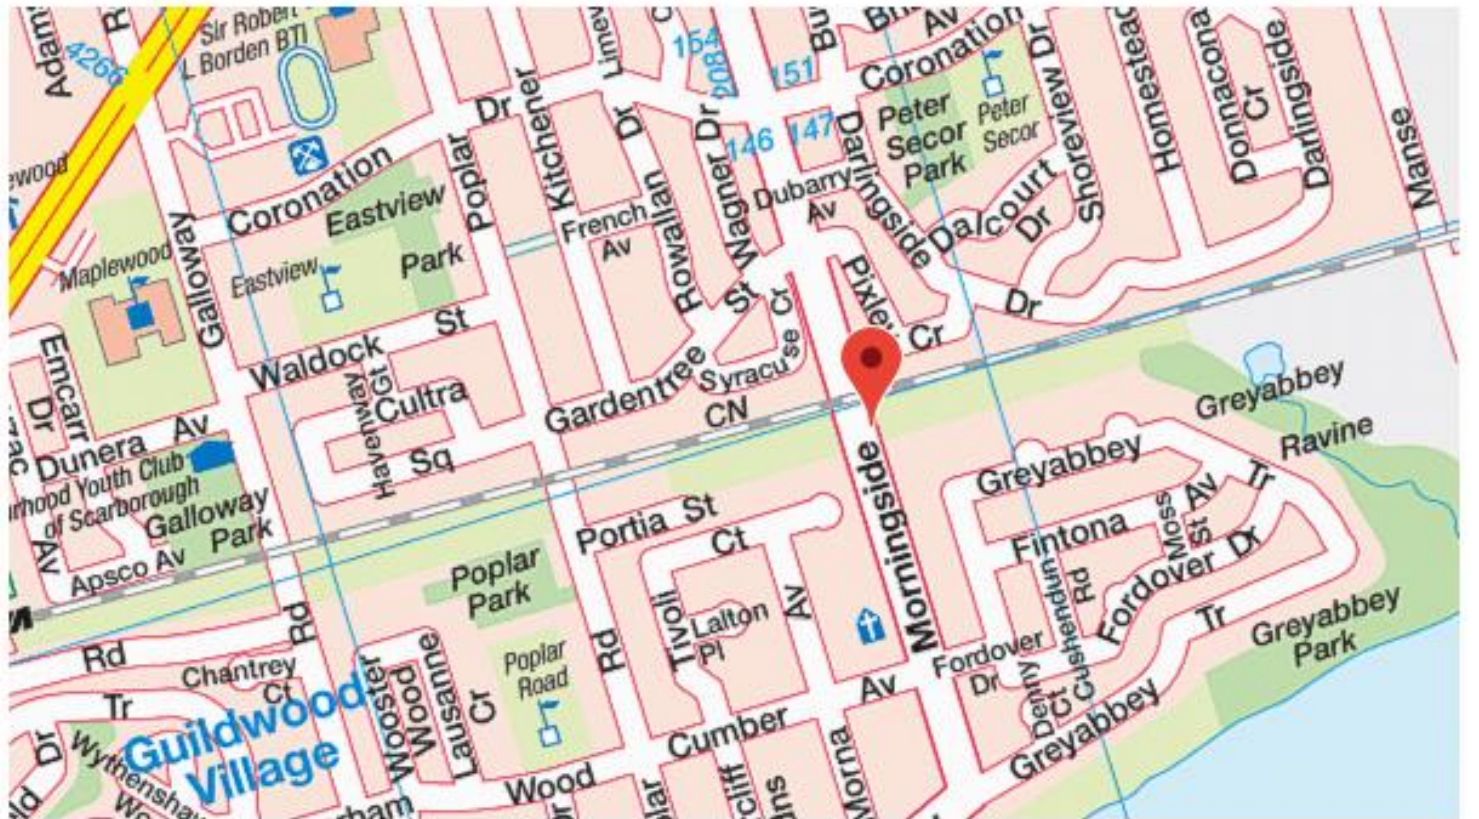 Adams
4266
Sir Robert
L Borden BTI
Coronation
Dr
Kitchener
Dr
154
208
151
146
147
Av
Coronation
Peter
Secor
Park
Peter
Secor
Shoreview Dr
Homestead
Donmacona
Cr
Darlingside
Manse
Maplewood
Galloway
Eastview
Park
Eastview
Poplar
French
Av
Rowallan
Wagner Dr
St
Dubarry
Av
Darlingside
Dr
Dalcourt
Dr
Pixley
Cr
Syracuse Cr
Gardentree
CN
Waldock
St
Havenway
Gt
Cultra
Sq
Emcarr
Dr
Dunera Av
Youth Club
of Scarborough
Galloway
Park
Av
Apsco Av
Morningside
Greyabbey
Greyabbey
Ravine
Tr
Fintona
Av
Moss
St
Fordover Dr
Cushendun
Rd
Greyabbey
Park
Portia St
Ct
Poplar
Park
Tivoli
Lalton
Pl
Av
Rd
Rd
Rd
Chantrey
Ct
Tr
Guildwood
Village
Wooster
Wood
Lausanne
Cr
Poplar
Road
Fordover
Dr
Denny
Ct
Greyabbey
Tr
Cumber
Av
Wood
Morna
Dr